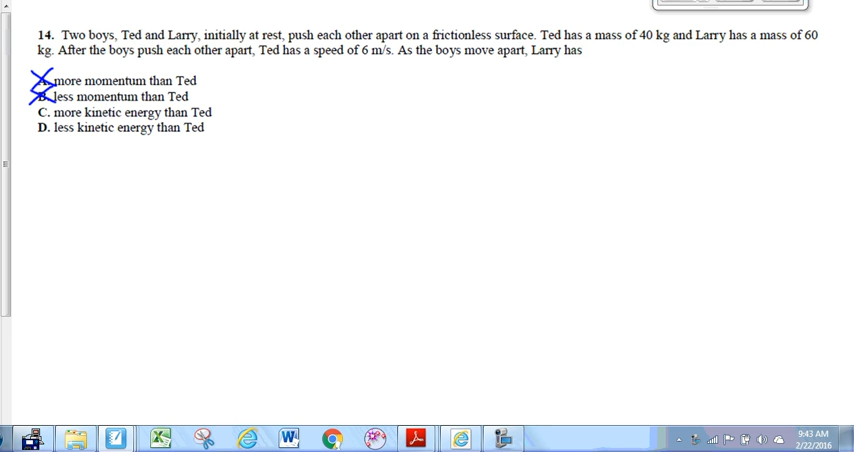 14. Two boys, Ted and Larry, initially at rest, push each other apart on a frictionless surface. Ted has a mass of 40 kg and Larry has a mass of 60
kg. After the boys push each other apart, Ted has a speed of 6 m/s. As the boys move apart, Larry has
A. more momentum than Ted
B. less momentum than Ted
C. more kinetic energy than Ted
D. less kinetic energy than Ted
9:43 AM
2/22/2016